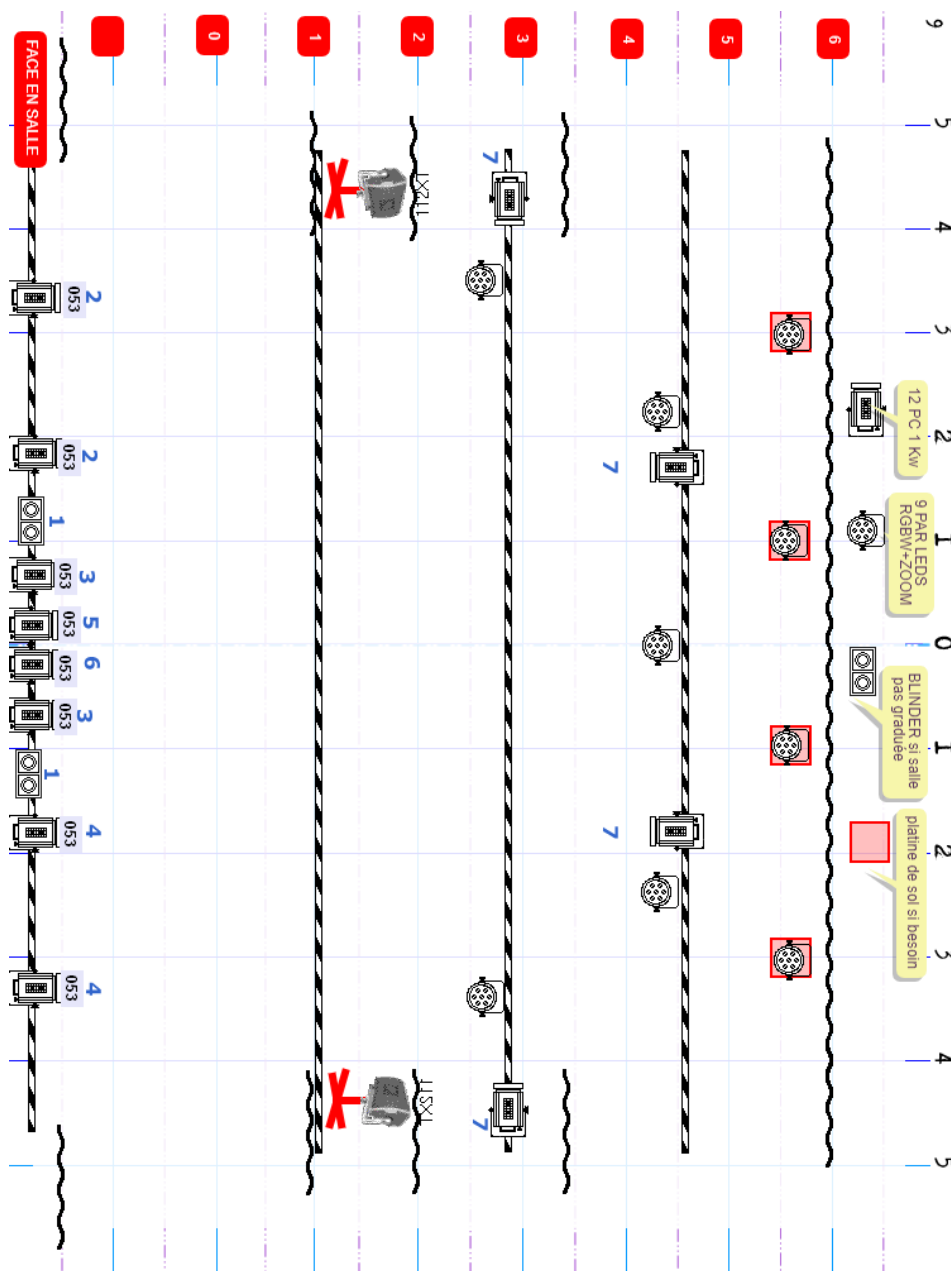 5 4 3 2 1 0 1 2 3 4 5
12 PC 1 Kw
9 PAR LEDS
RGBW+ZOOM
BLINDER si salle
pas graduée
platine de sol si besoin
6
5
4
7 7
3
7 7
2
112XT
1
0
2 2 1 3 5 6 3 1 4 4
053 053 053 053 053 053 053 053
FACE EN SALLE